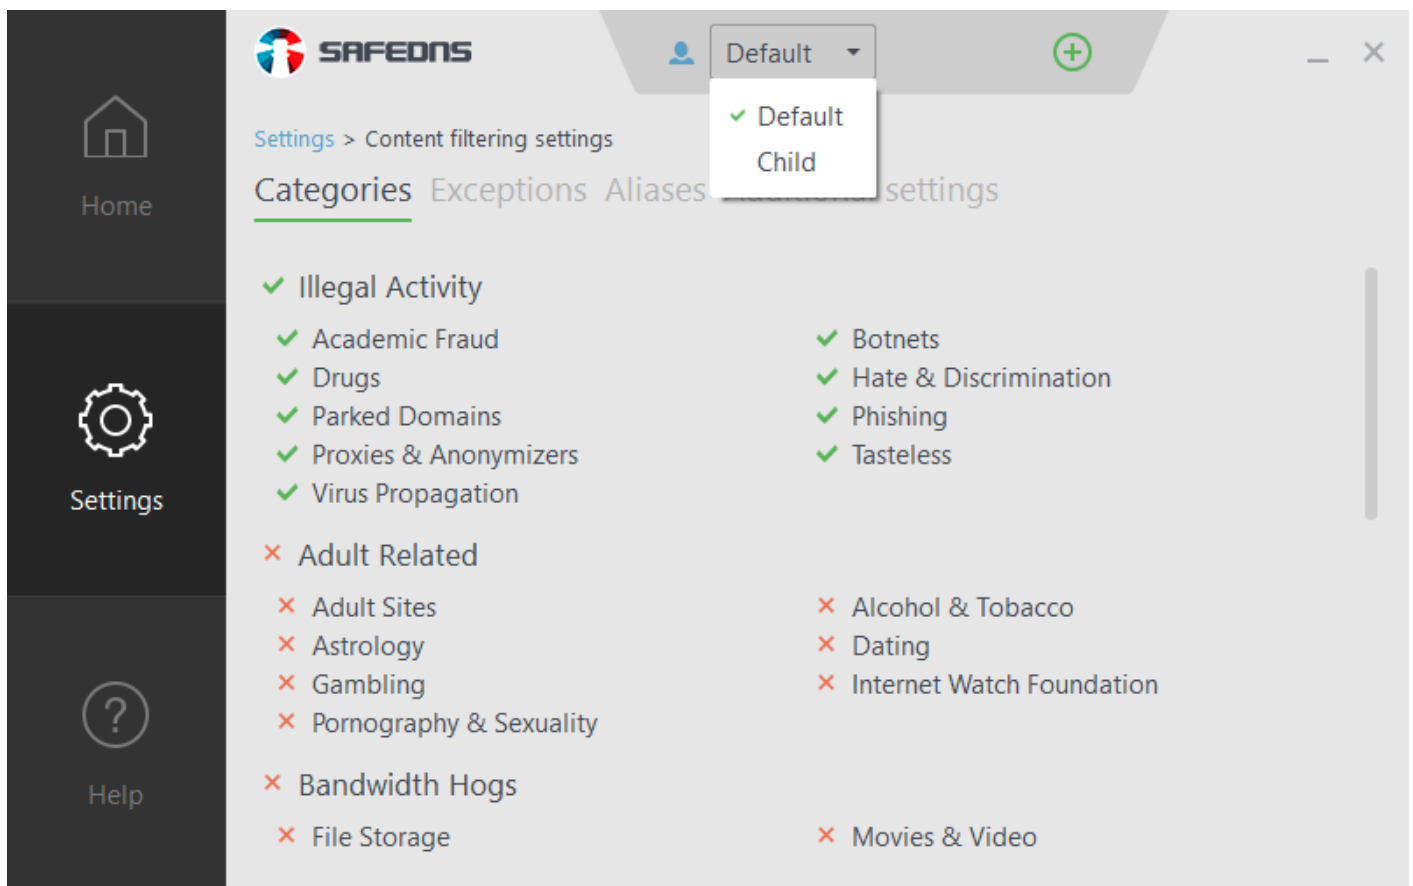 SAFEDNS
Default
Default
Child
Settings > Content filtering settings
Categories Exceptions Aliases settings
Home
Illegal Activity
Academic Fraud Botnets
Drugs Hate & Discrimination
Parked Domains Phishing
Proxies & Anonymizers Tasteless
Virus Propagation
Settings
Adult Related
Adult Sites Alcohol & Tobacco
Astrology Dating
Gambling Internet Watch Foundation
Pornography & Sexuality
? 
Help
Bandwidth Hogs
File Storage Movies & Video